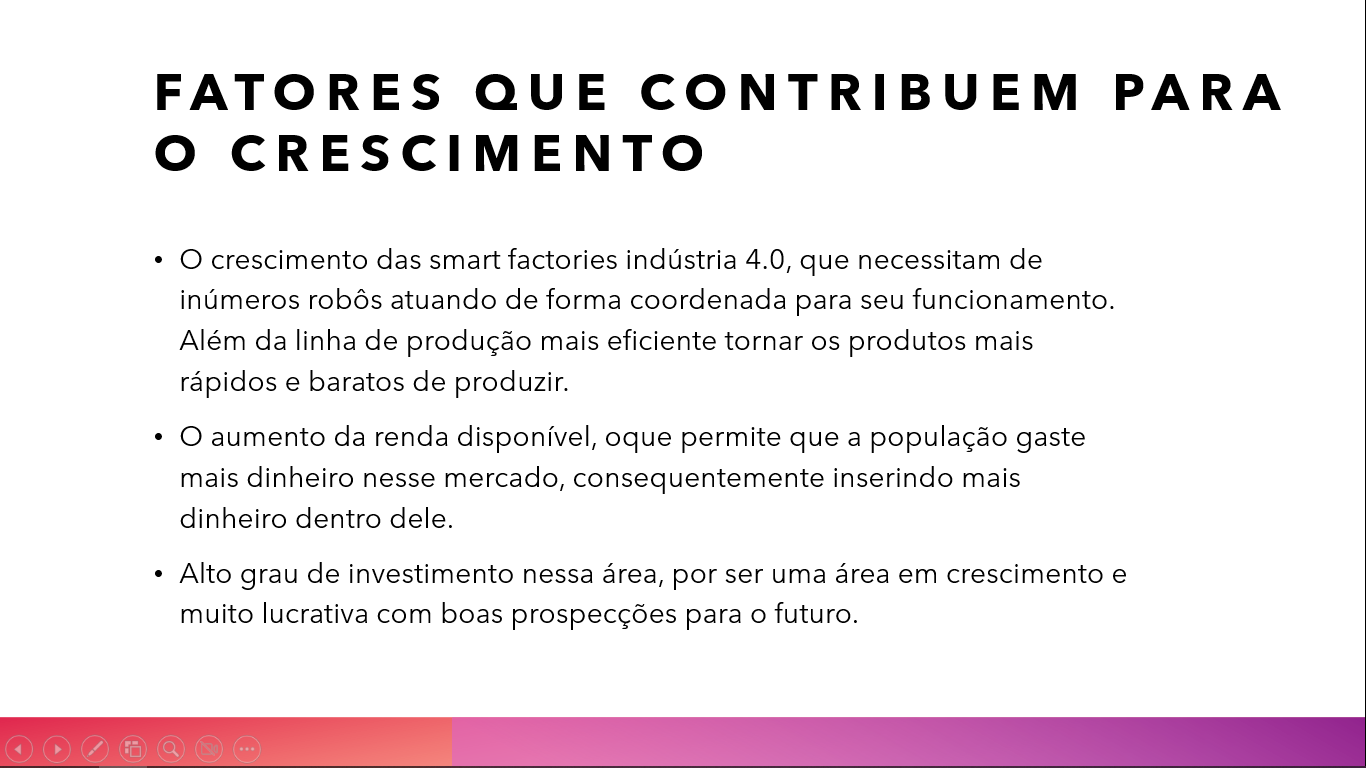 FATORES QUE CONTRIBUEM PARA
O CRESCIMENTO
• O crescimento das smart factories indústria 4.0, que necessitam de
inúmeros robôs atuando de forma coordenada para seu funcionamento.
Além da linha de produção mais eficiente tornar os produtos mais
rápidos e baratos de produzir.
• O aumento da renda disponível, oque permite que a população gaste
mais dinheiro nesse mercado, consequentemente inserindo mais
dinheiro dentro dele.
• Alto grau de investimento nessa área, por ser uma área em crescimento e
muito lucrativa com boas prospecções para o futuro.